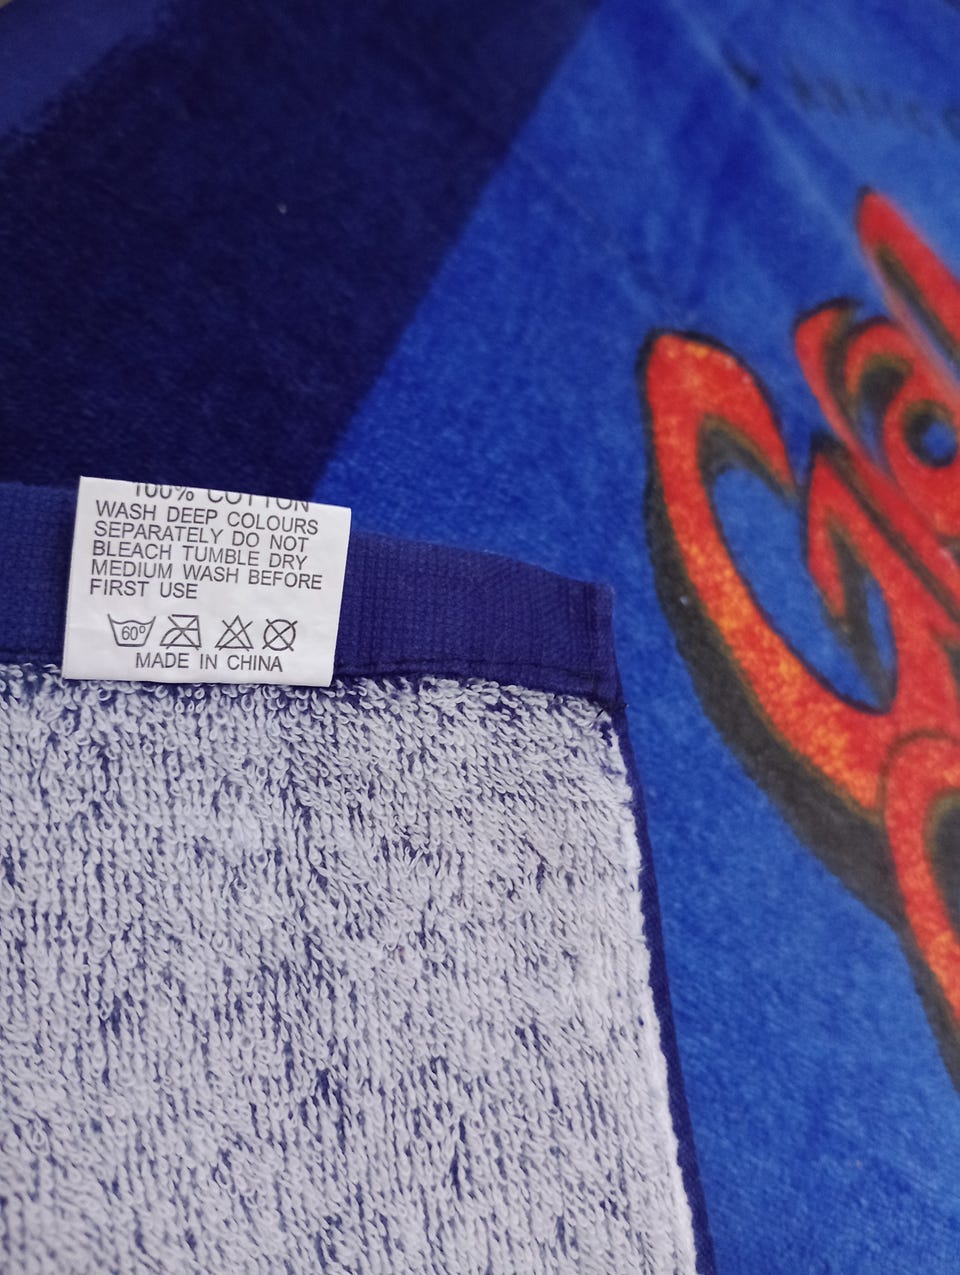 100% COTTON
WASH DEEP COLOURS
SEPARATELY DO NOT
BLEACH TUMBLE DRY
MEDIUM WASH BEFORE
FIRST USE
60°
MADE IN CHINA